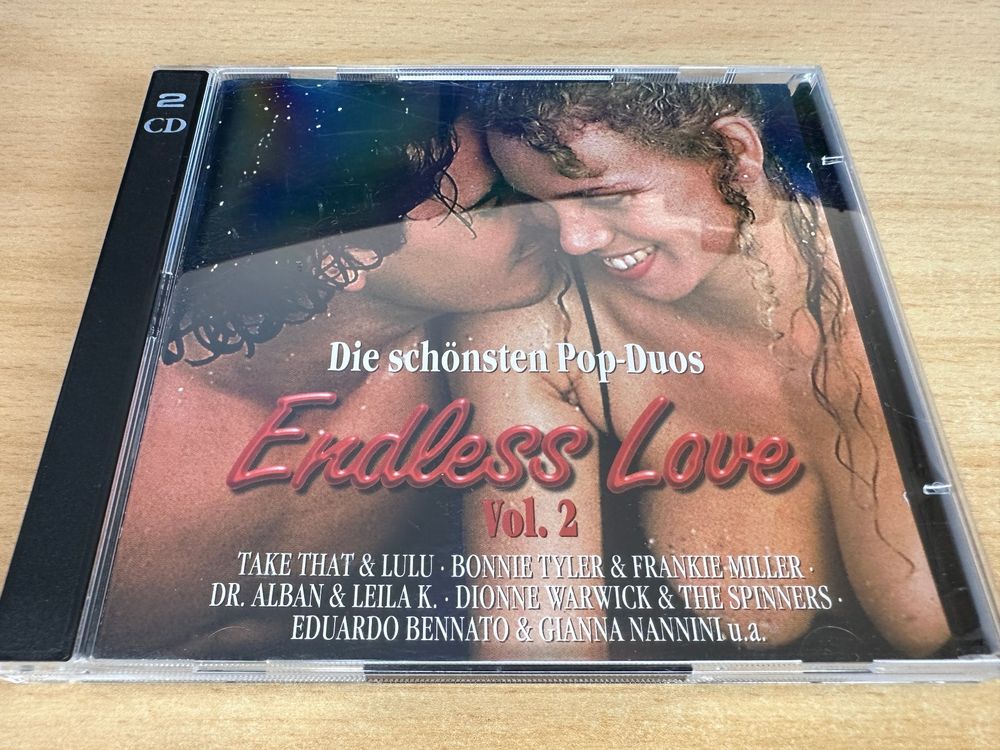 2
CD
Die schönsten Pop-Duos
Endless Love
Vol. 2
TAKE THAT & LULU · BONNIE TYLER & FRANKIE MILLER ·
DR. ALBAN & LEILA K. · DIONNE WARWICK & THE SPINNERS ·
EDUARDO BENNATO & GIANNA NANNINI u.a.